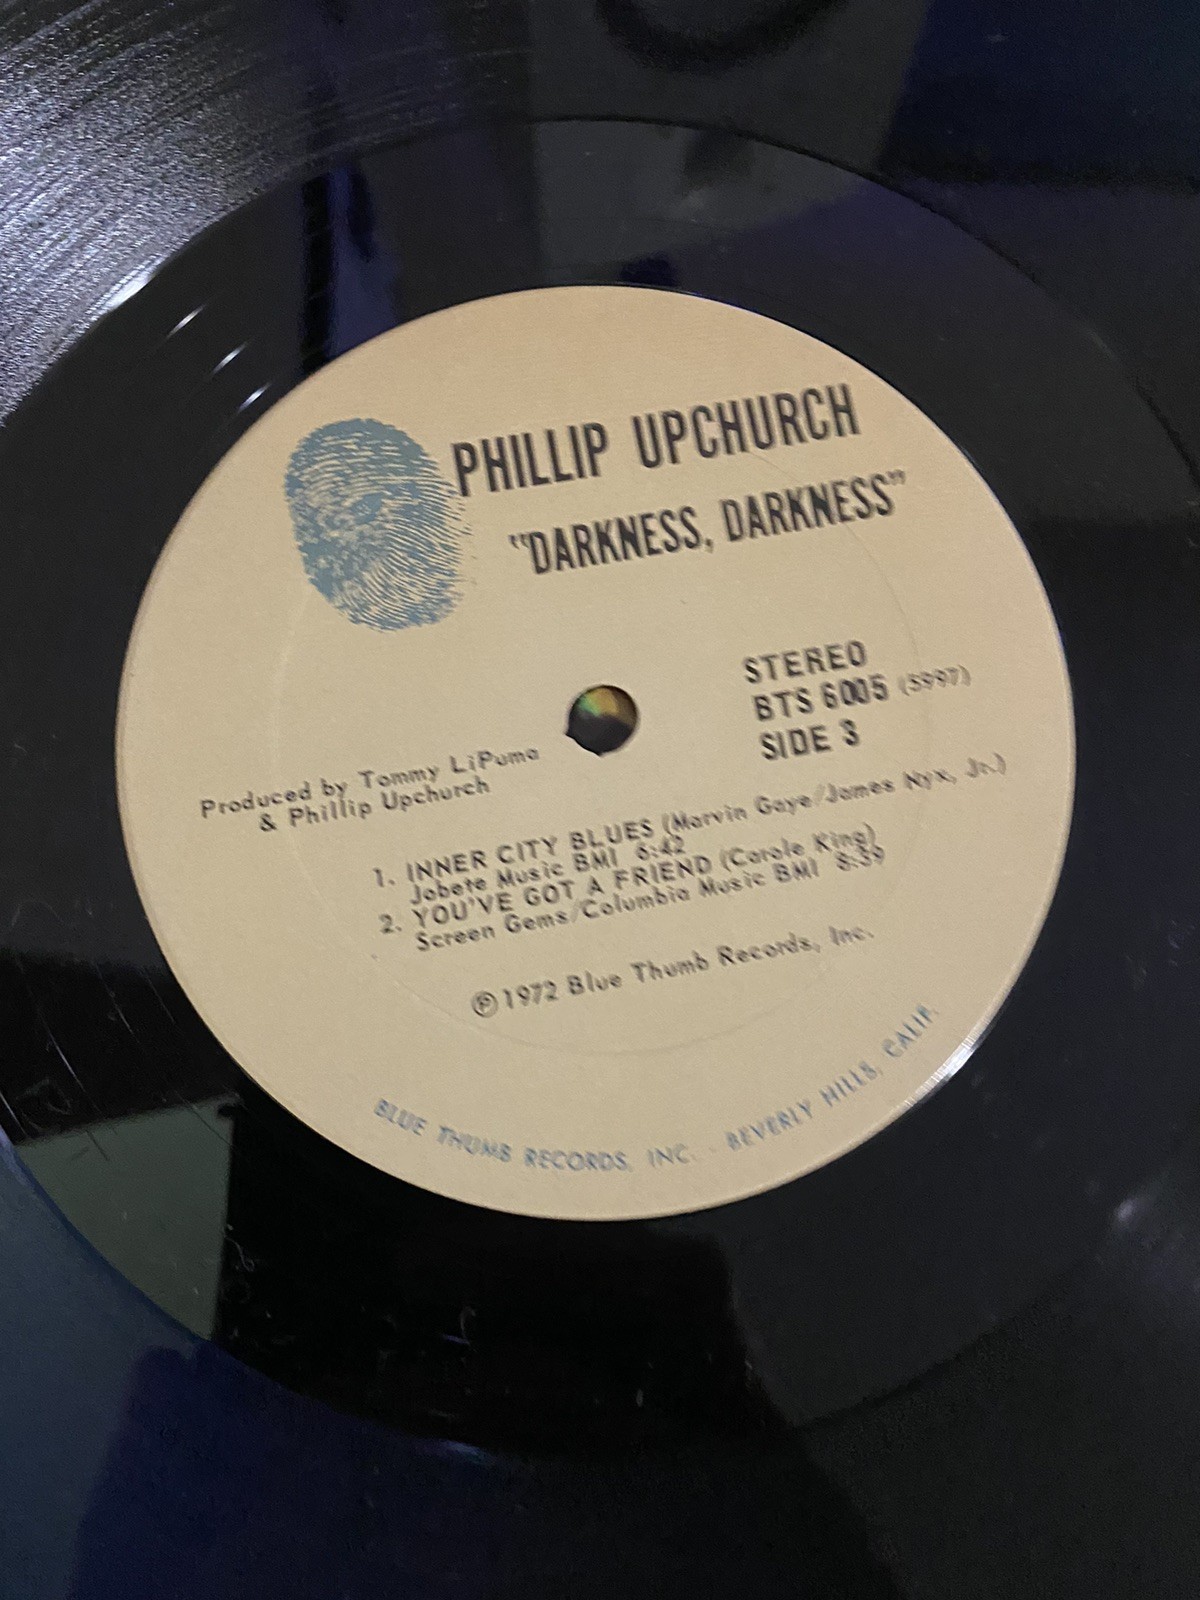 PHILLIP UPCHURCH
"DARKNESS, DARKNESS"
STEREO
BTS 6005 (5997)
SIDE 3
Produced by Tommy LiPuma
& Phillip Upchurch
1. INNER CITY BLUES (Marvin Gaye/James Nyx, Jr.)
Jobete Music BMI 6:42
2. YOU'VE GOT A FRIEND (Carole King)
Screen Gems/Columbia Music BMI 8:39
℗ 1972 Blue Thumb Records, Inc.
BLUE THUMB RECORDS, INC. · BEVERLY HILLS, CALIF.